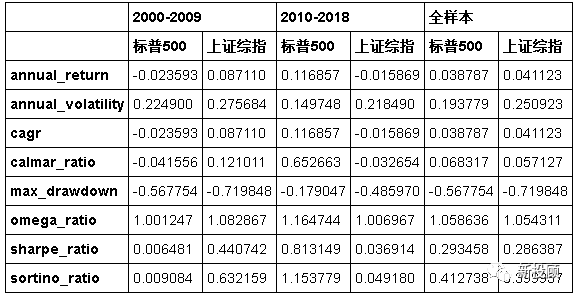 2000-2009 2010-2018 全样本
标普500 上证综指 标普500 上证综指 标普500 上证综指
annual_return -0.023593 0.087110 0.116857 -0.015869 0.038787 0.041123
annual_volatility 0.224900 0.275684 0.149748 0.218490 0.193779 0.250923
cagr -0.023593 0.087110 0.116857 -0.015869 0.038787 0.041123
calmar_ratio -0.041556 0.121011 0.652663 -0.032654 0.068317 0.057127
max_drawdown -0.567754 -0.719848 -0.179047 -0.485970 -0.567754 -0.719848
omega_ratio 1.001247 1.082867 1.164744 1.006967 1.058636 1.054311
sharpe_ratio 0.006481 0.440742 0.813149 0.036914 0.293458 0.286387
sortino_ratio 0.009084 0.632159 1.153779 0.049180 0.412738
新投顾